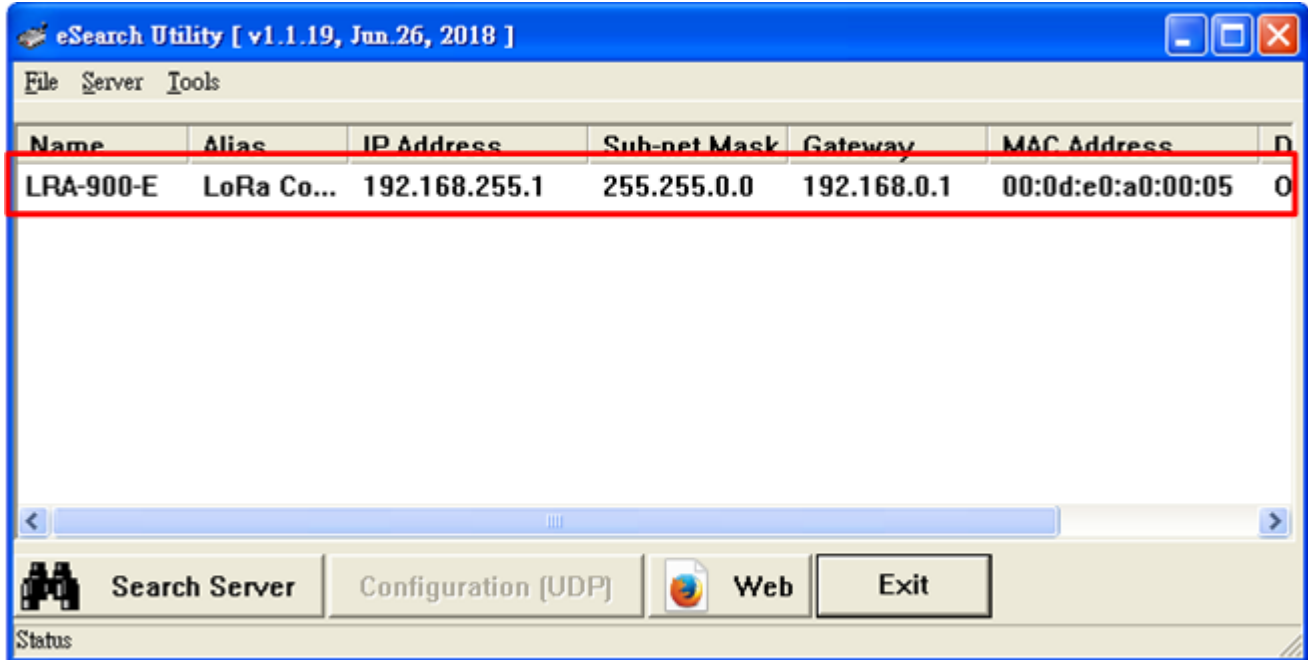 eSearch Utility [ v1.1.19, Jun.26, 2018 ]
File Server Tools
Name Alias IP Address Sub-net Mask Gateway MAC Address D
LRA-900-E LoRa Co... 192.168.255.1 255.255.0.0 192.168.0.1 00:0d:e0:a0:00:05 O
Search Server Configuration (UDP) Web Exit
Status